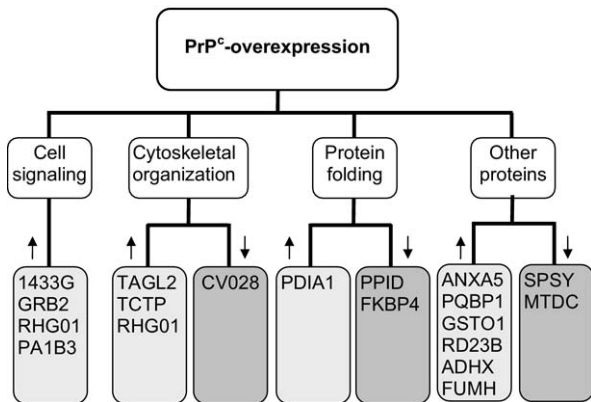 PrPc-overexpression
Cell
signaling
Cytoskeletal
organization
Protein
folding
Other
proteins
1433G
GRB2
RHG01
PA1B3
TAGL2
TCTP
RHG01
CV028
PDIA1
PPID
FKBP4
ANXA5
PQBP1
GSTO1
RD23B
ADHX
FUMH
SPSY
MTDC